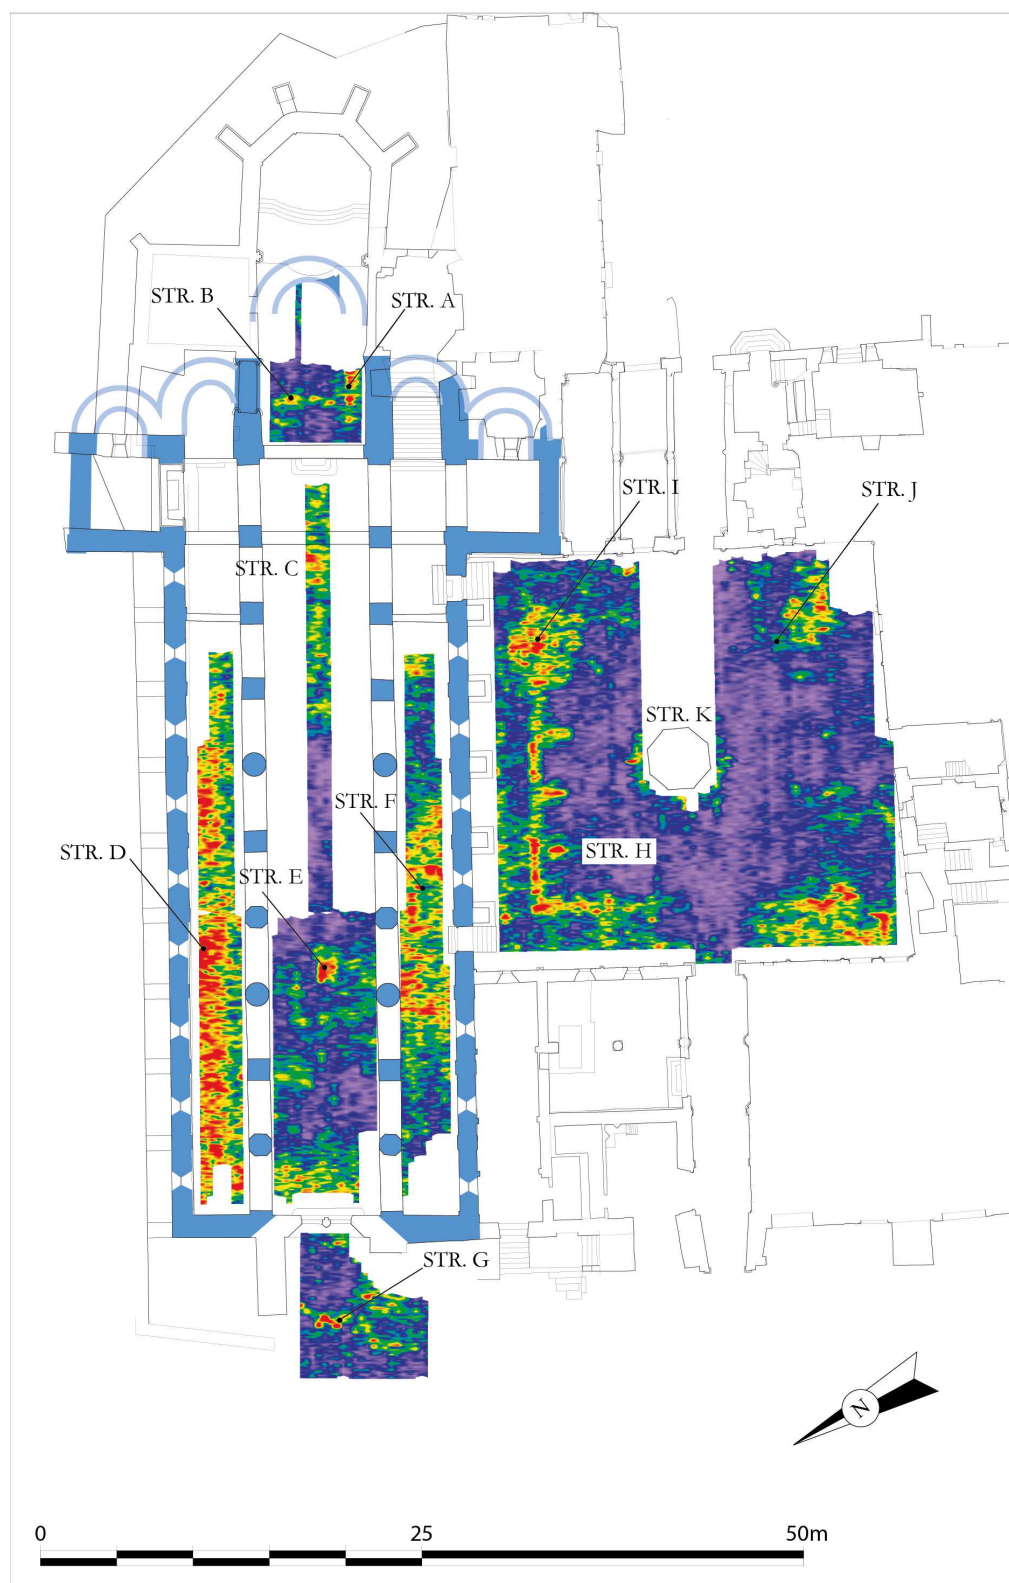 STR. B
STR. A
STR. I
STR. J
STR. C
STR. K
STR. F
STR. D
STR. H
STR. E
STR. G
N
0
25
50m